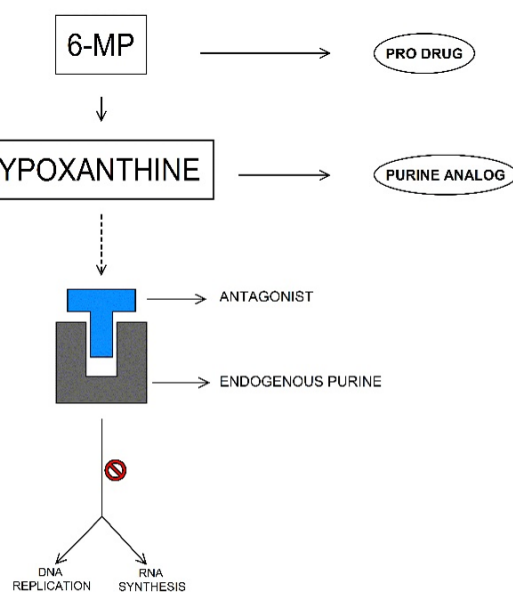 6-MP
PRO DRUG
YPOXANTHINE
PURINE ANALOG
ANTAGONIST
ENDOGENOUS PURINE
DNA
REPLICATION
RNA
SYNTHESIS